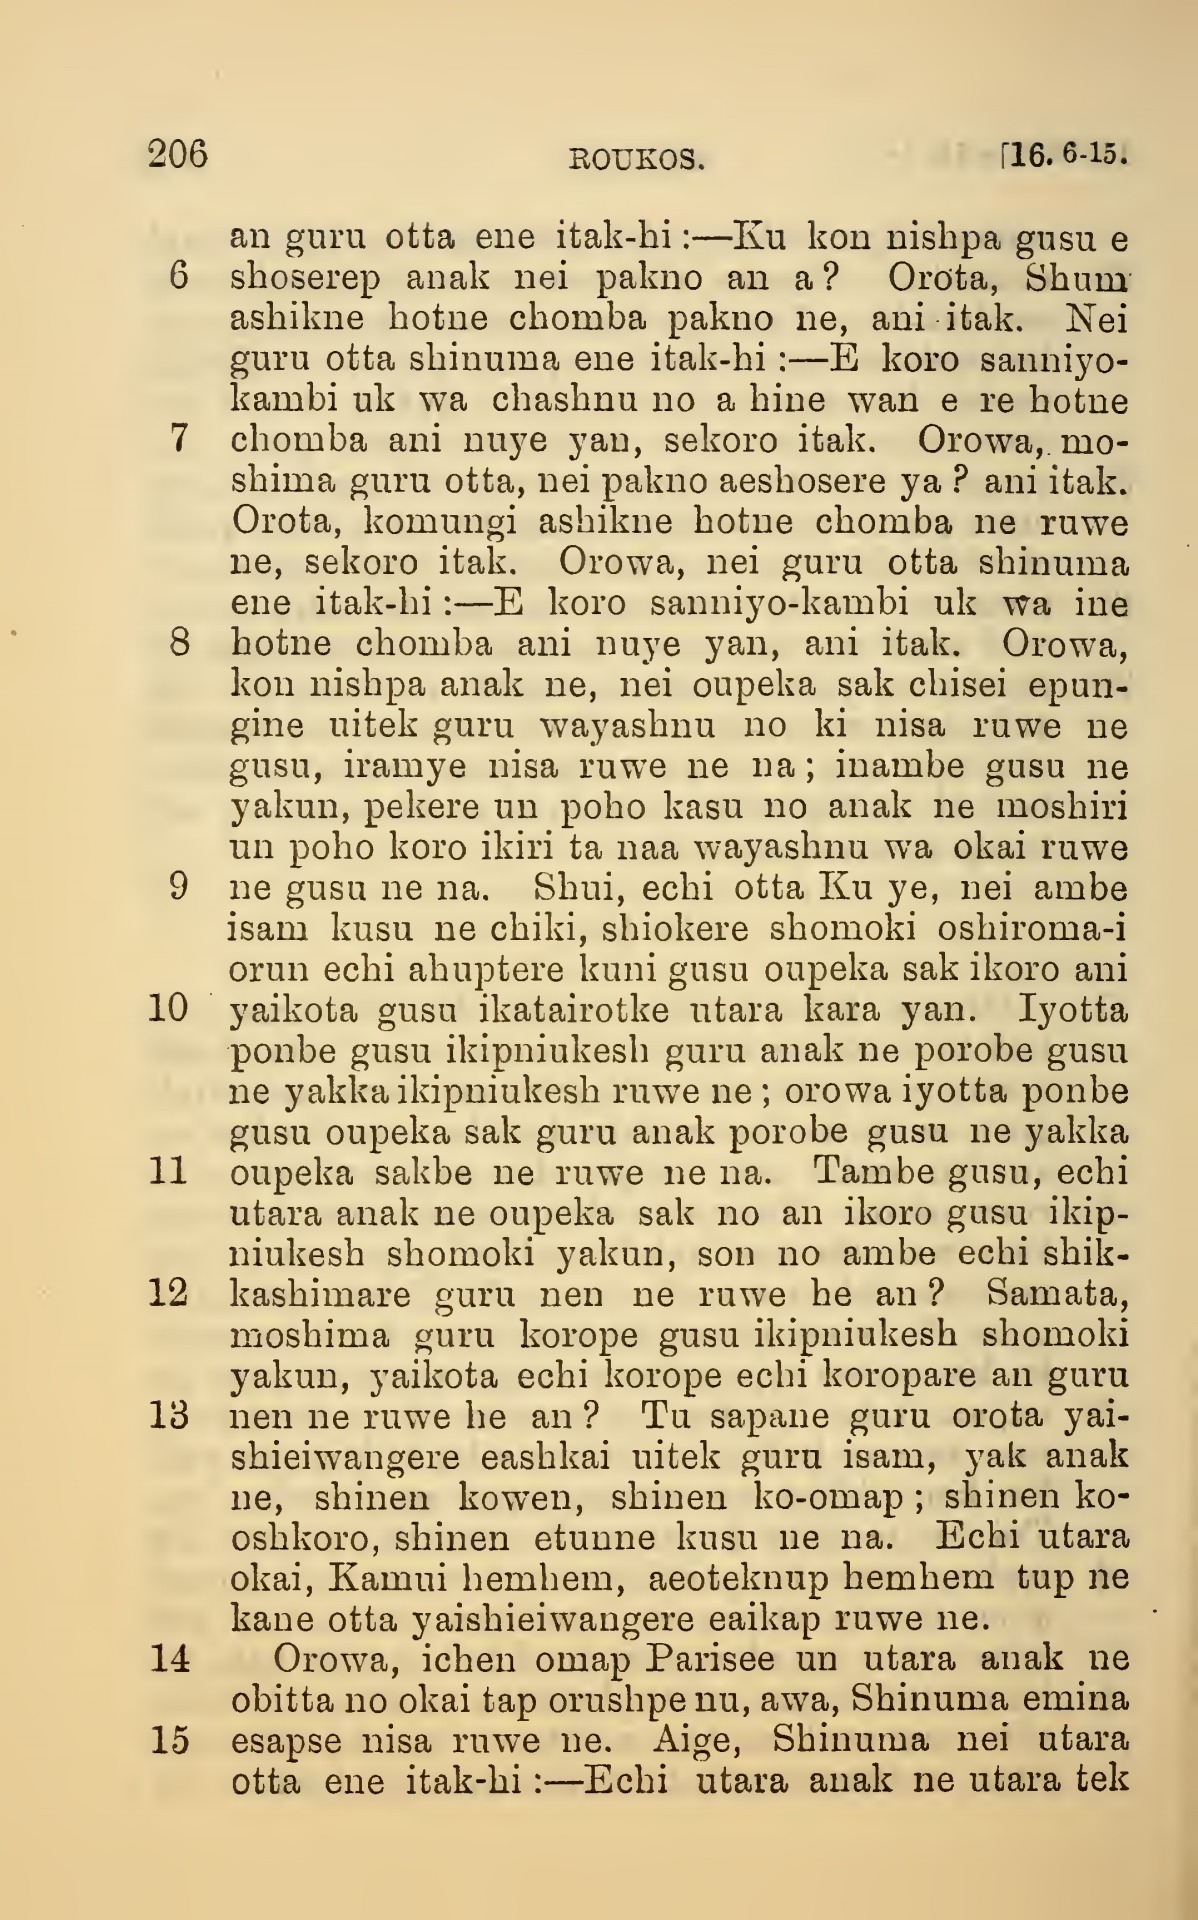 206 ROUKOS. [16. 6-15.
an guru otta ene itak-hi :—Ku kon nishpa gusu e
6 shoserep anak nei pakno an a? Orota, Shum
ashikne hotne chomba pakno ne, ani itak. Nei
guru otta shinuma ene itak-hi :—E koro sanniyo-
kambi uk wa chashnu no a hine wan e re hotne
7 chomba ani nuye yan, sekoro itak. Orowa, mo-
shima guru otta, nei pakno aeshosere ya? ani itak.
Orota, komungi ashikne hotne chomba ne ruwe
ne, sekoro itak. Orowa, nei guru otta shinuma
ene itak-hi :—E koro sanniyo-kambi uk wa ine
8 hotne chomba ani nuye yan, ani itak. Orowa,
kon nishpa anak ne, nei oupeka sak chisei epun-
gine uitek guru wayashnu no ki nisa ruwe ne
gusu, iramye nisa ruwe ne na; inambe gusu ne
yakun, pekere un poho kasu no anak ne moshiri
un poho koro ikiri ta naa wayashnu wa okai ruwe
9 ne gusu ne na. Shui, echi otta Ku ye, nei ambe
isam kusu ne chiki, shiokere shomoki oshiroma-i
orun echi ahuptere kuni gusu oupeka sak ikoro ani
10 yaikota gusu ikatairotke utara kara yan. Iyotta
ponbe gusu ikipniukesh guru anak ne porobe gusu
ne yakka ikipniukesh ruwe ne; orowa iyotta ponbe
gusu oupeka sak guru anak porobe gusu ne yakka
11 oupeka sakbe ne ruwe ne na. Tambe gusu, echi
utara anak ne oupeka sak no an ikoro gusu ikip-
niukesh shomoki yakun, son no ambe echi shik-
12 kashimare guru nen ne ruwe he an? Samata,
moshima guru korope gusu ikipniukesh shomoki
yakun, yaikota echi korope echi koropare an guru
13 nen ne ruwe he an? Tu sapane guru orota yai-
shieiwangere eashkai uitek guru isam, yak anak
ne, shinen kowen, shinen ko-omap; shinen ko-
oshkoro, shinen etunne kusu ne na. Echi utara
okai, Kamui hemhem, aeoteknup hemhem tup ne
kane otta yaishieiwangere eaikap ruwe ne.
14 Orowa, ichen omap Parisee un utara anak ne
obitta no okai tap orushpe nu, awa, Shinuma emina
15 esapse nisa ruwe ne. Aige, Shinuma nei utara
otta ene itak-hi :—Echi utara anak ne utara tek